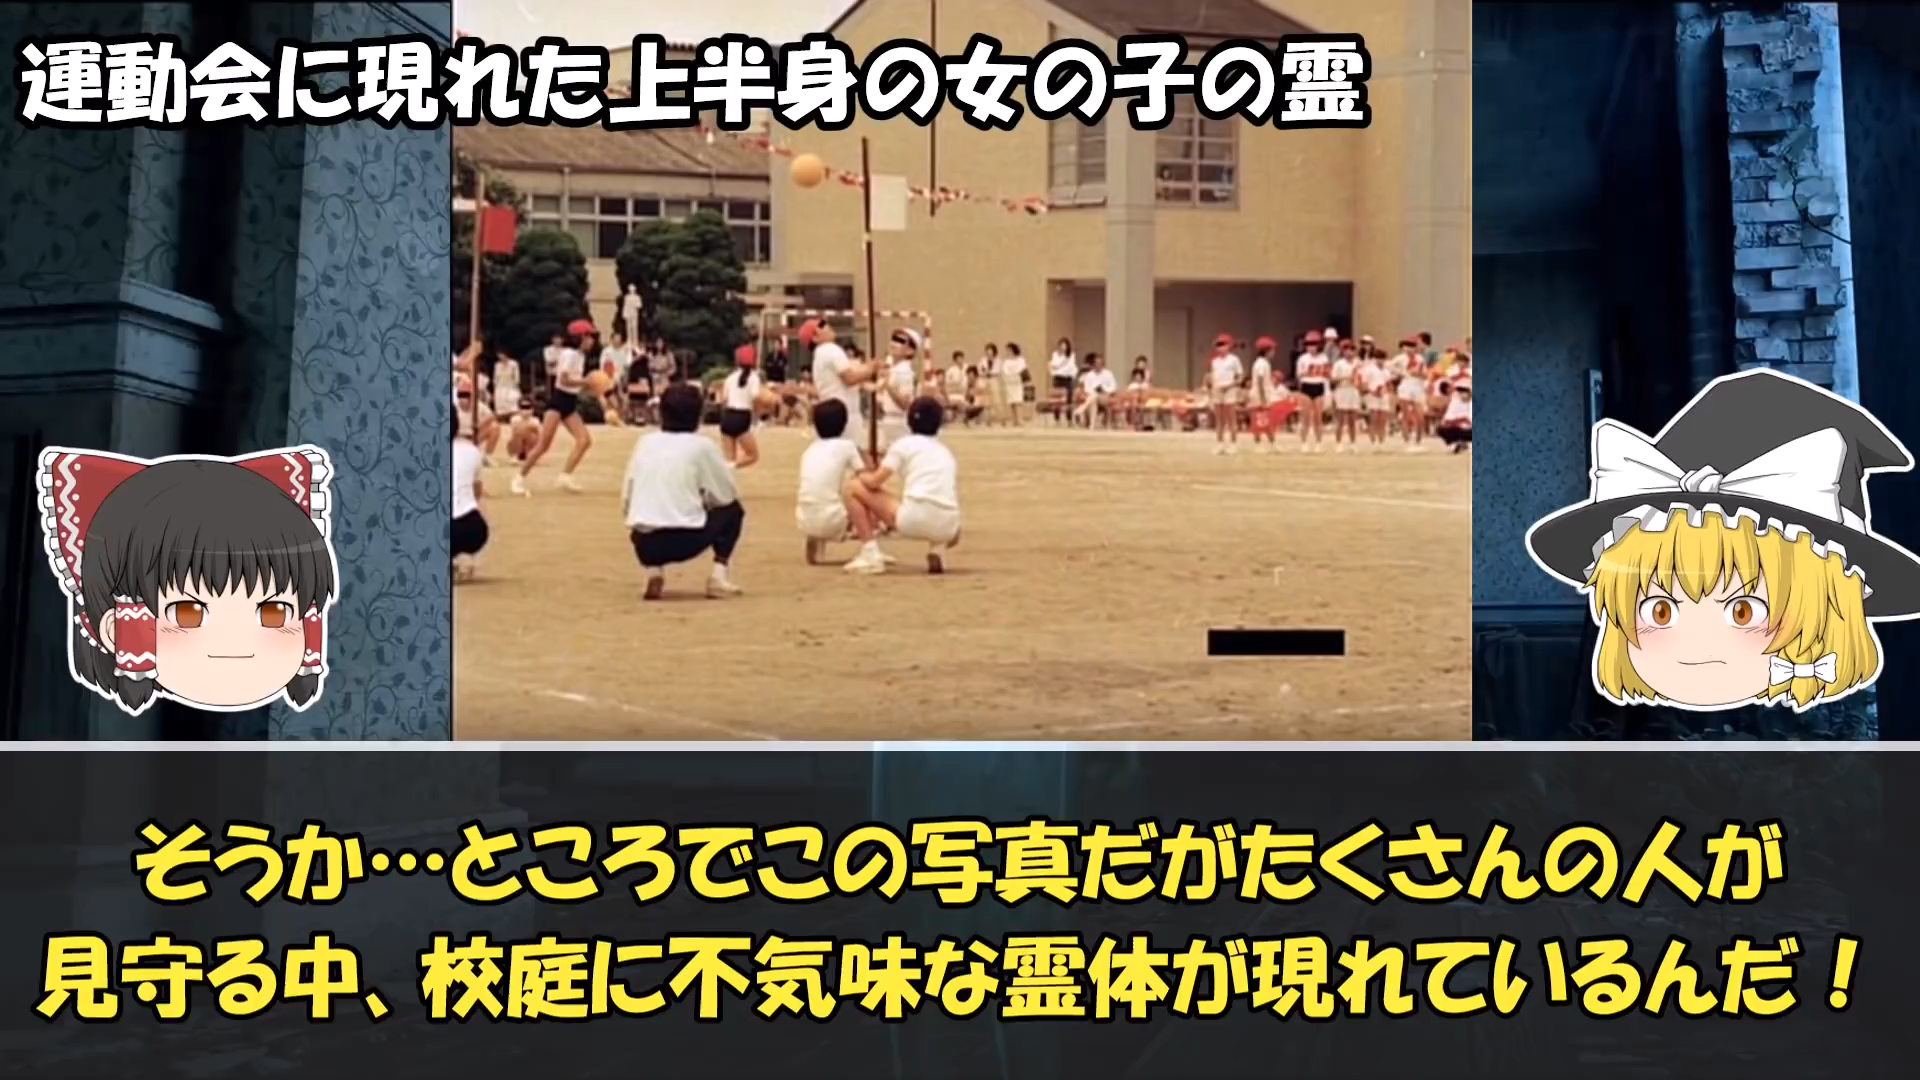 運動会に現れた上半身の女の子の霊
そうか…ところでこの写真だがたくさんの人が
見守る中、校庭に不気味な霊体が現れているんだ！